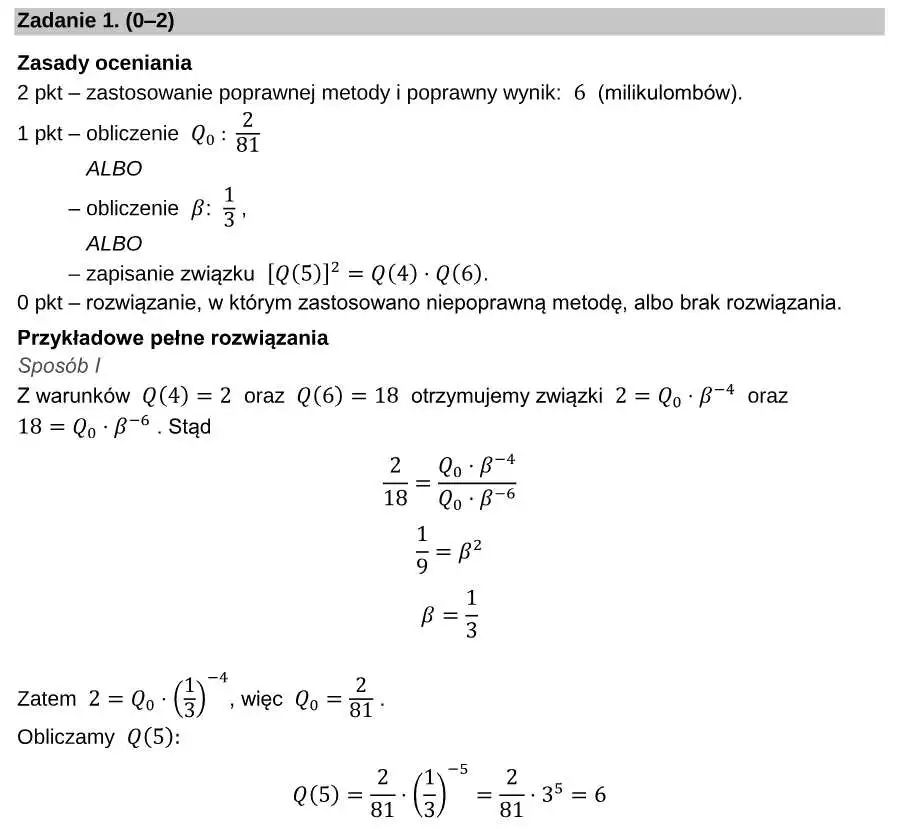 Zadanie 1. (0–2)
Zasady oceniania
2 pkt – zastosowanie poprawnej metody i poprawny wynik: 6 (milikulombów).
1 pkt – obliczenie Q₀ : 2/81
ALBO
– obliczenie β: 1/3 ,
ALBO
– zapisanie związku [Q(5)]² = Q(4) · Q(6).
0 pkt – rozwiązanie, w którym zastosowano niepoprawną metodę, albo brak rozwiązania.
Przykładowe pełne rozwiązania
Sposób I
Z warunków Q(4) = 2 oraz Q(6) = 18 otrzymujemy związki 2 = Q₀ · β⁻⁴ oraz
18 = Q₀ · β⁻⁶ . Stąd
2/18 = (Q₀ · β⁻⁴)/(Q₀ · β⁻⁶)
1/9 = β²
β = 1/3
Zatem 2 = Q₀ · (1/3)⁻⁴ , więc Q₀ = 2/81 .
Obliczamy Q(5):
Q(5) = 2/81 · (1/3)⁻⁵ = 2/81 · 3⁵ = 6